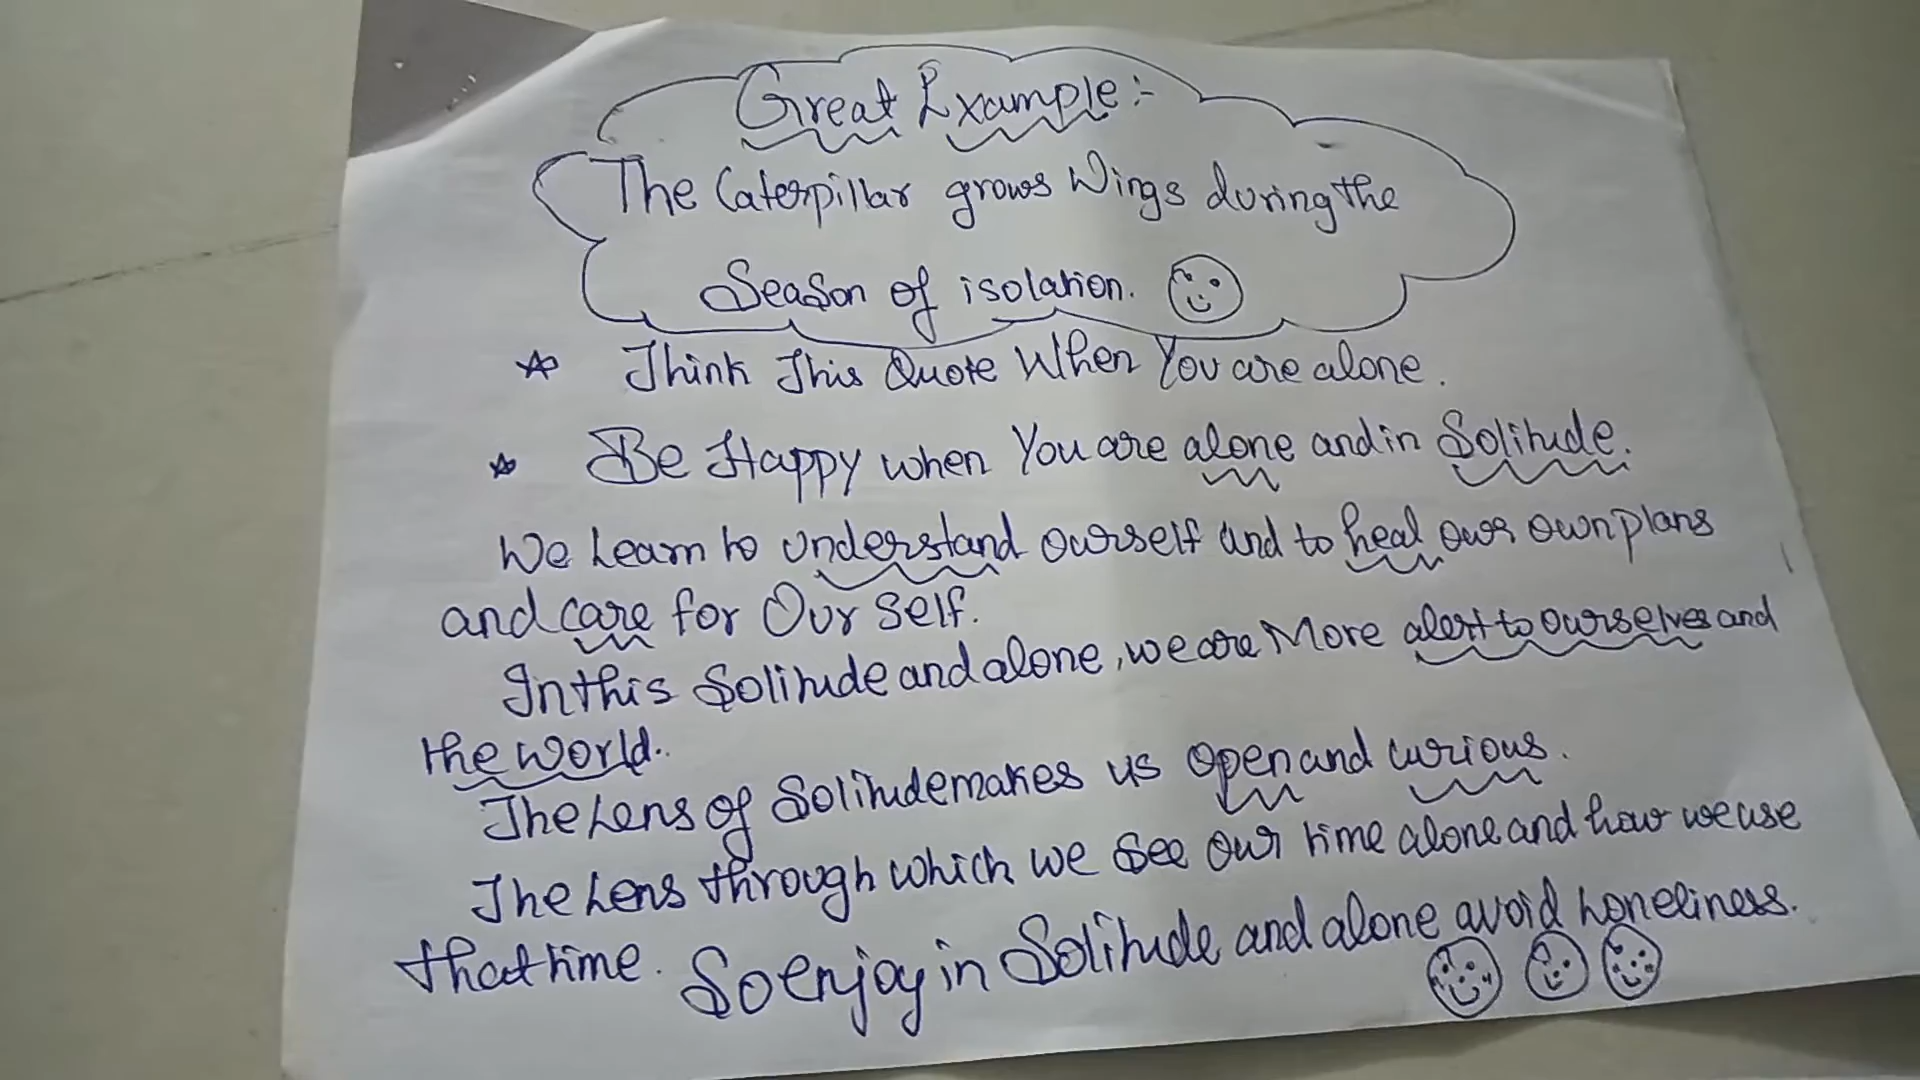 Great Example:-
The Caterpillar grows Wings during the
Season of isolation.
Think This Quote When You are alone.
Be Happy when You are alone and in Solitude.
We Learn to understand ourself and to heal our own plans
and care for Our Self.
In this Solitude and alone, we are More alert to ourselves and
the world.
The Lens of Solitude makes us open and curious.
The Lens through which we see our time alone and how we use
that time. So enjoy in Solitude and alone avoid Loneliness.